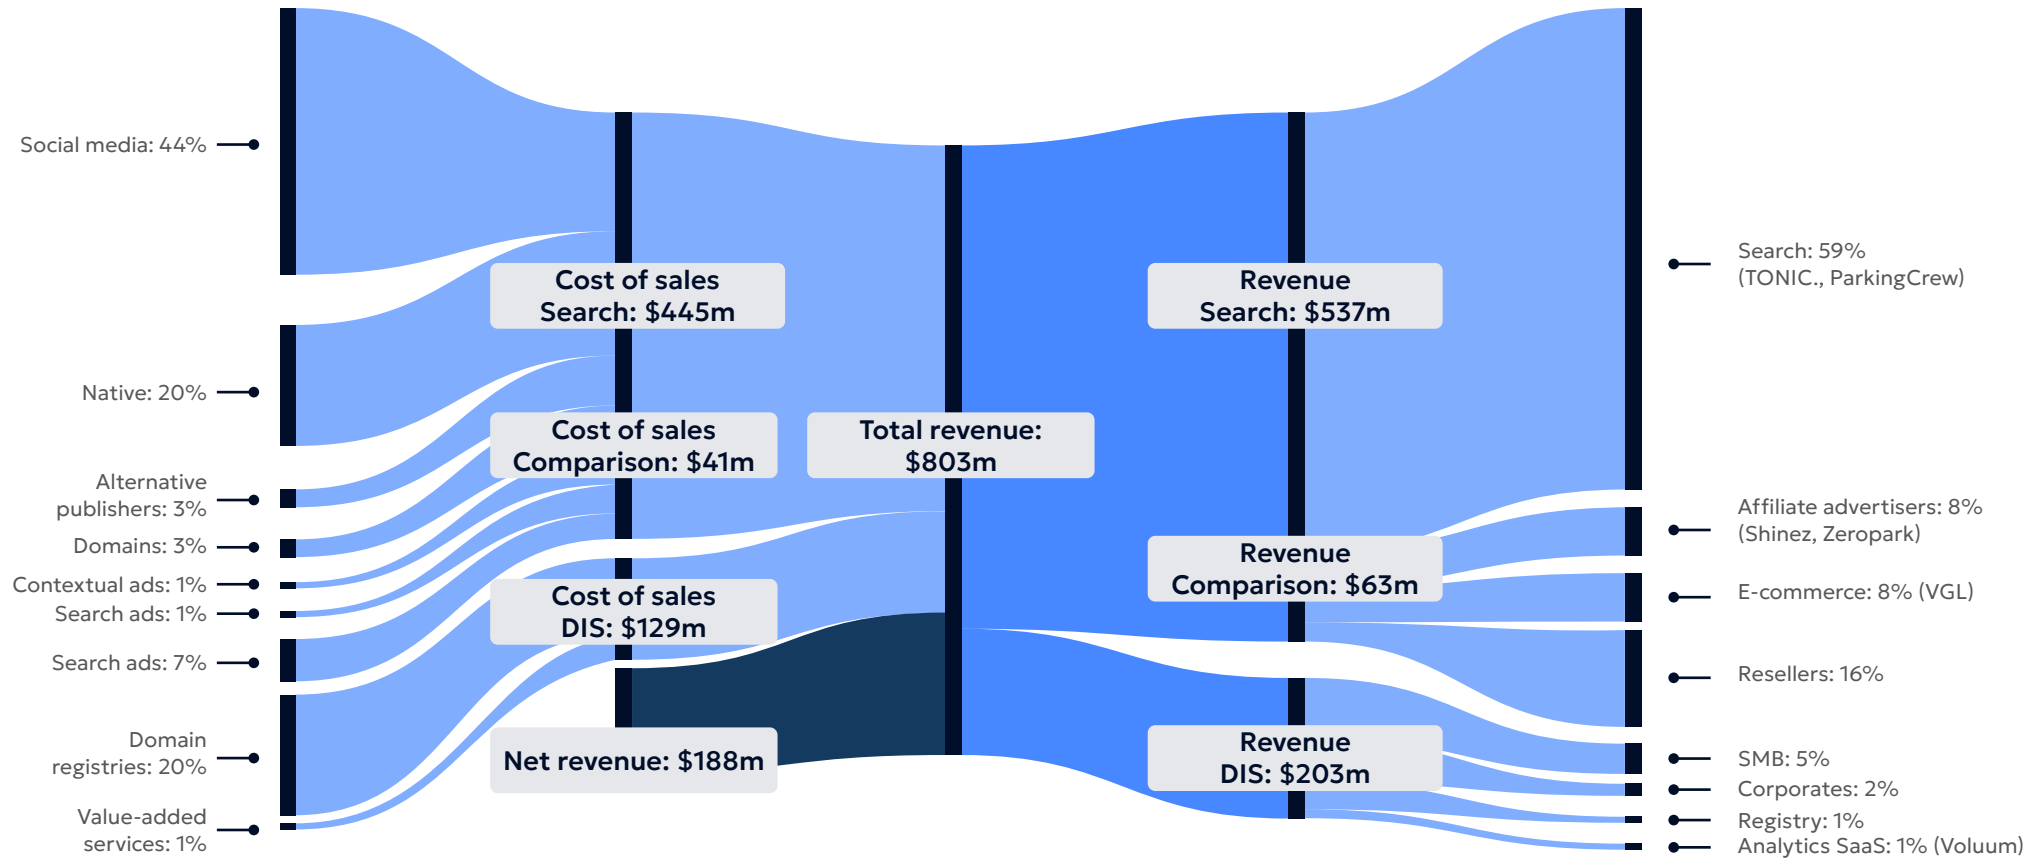 Social media: 44%
Native: 20%
Alternative
publishers: 3%
Domains: 3%
Contextual ads: 1%
Search ads: 1%
Search ads: 7%
Domain
registries: 20%
Value-added
services: 1%
Cost of sales
Search: $445m
Cost of sales
Comparison: $41m
Cost of sales
DIS: $129m
Net revenue: $188m
Total revenue:
$803m
Revenue
Search: $537m
Revenue
Comparison: $63m
Revenue
DIS: $203m
Search: 59%
(TONIC., ParkingCrew)
Affiliate advertisers: 8%
(Shinez, Zeropark)
E-commerce: 8% (VGL)
Resellers: 16%
SMB: 5%
Corporates: 2%
Registry: 1%
Analytics SaaS: 1% (Voluum)